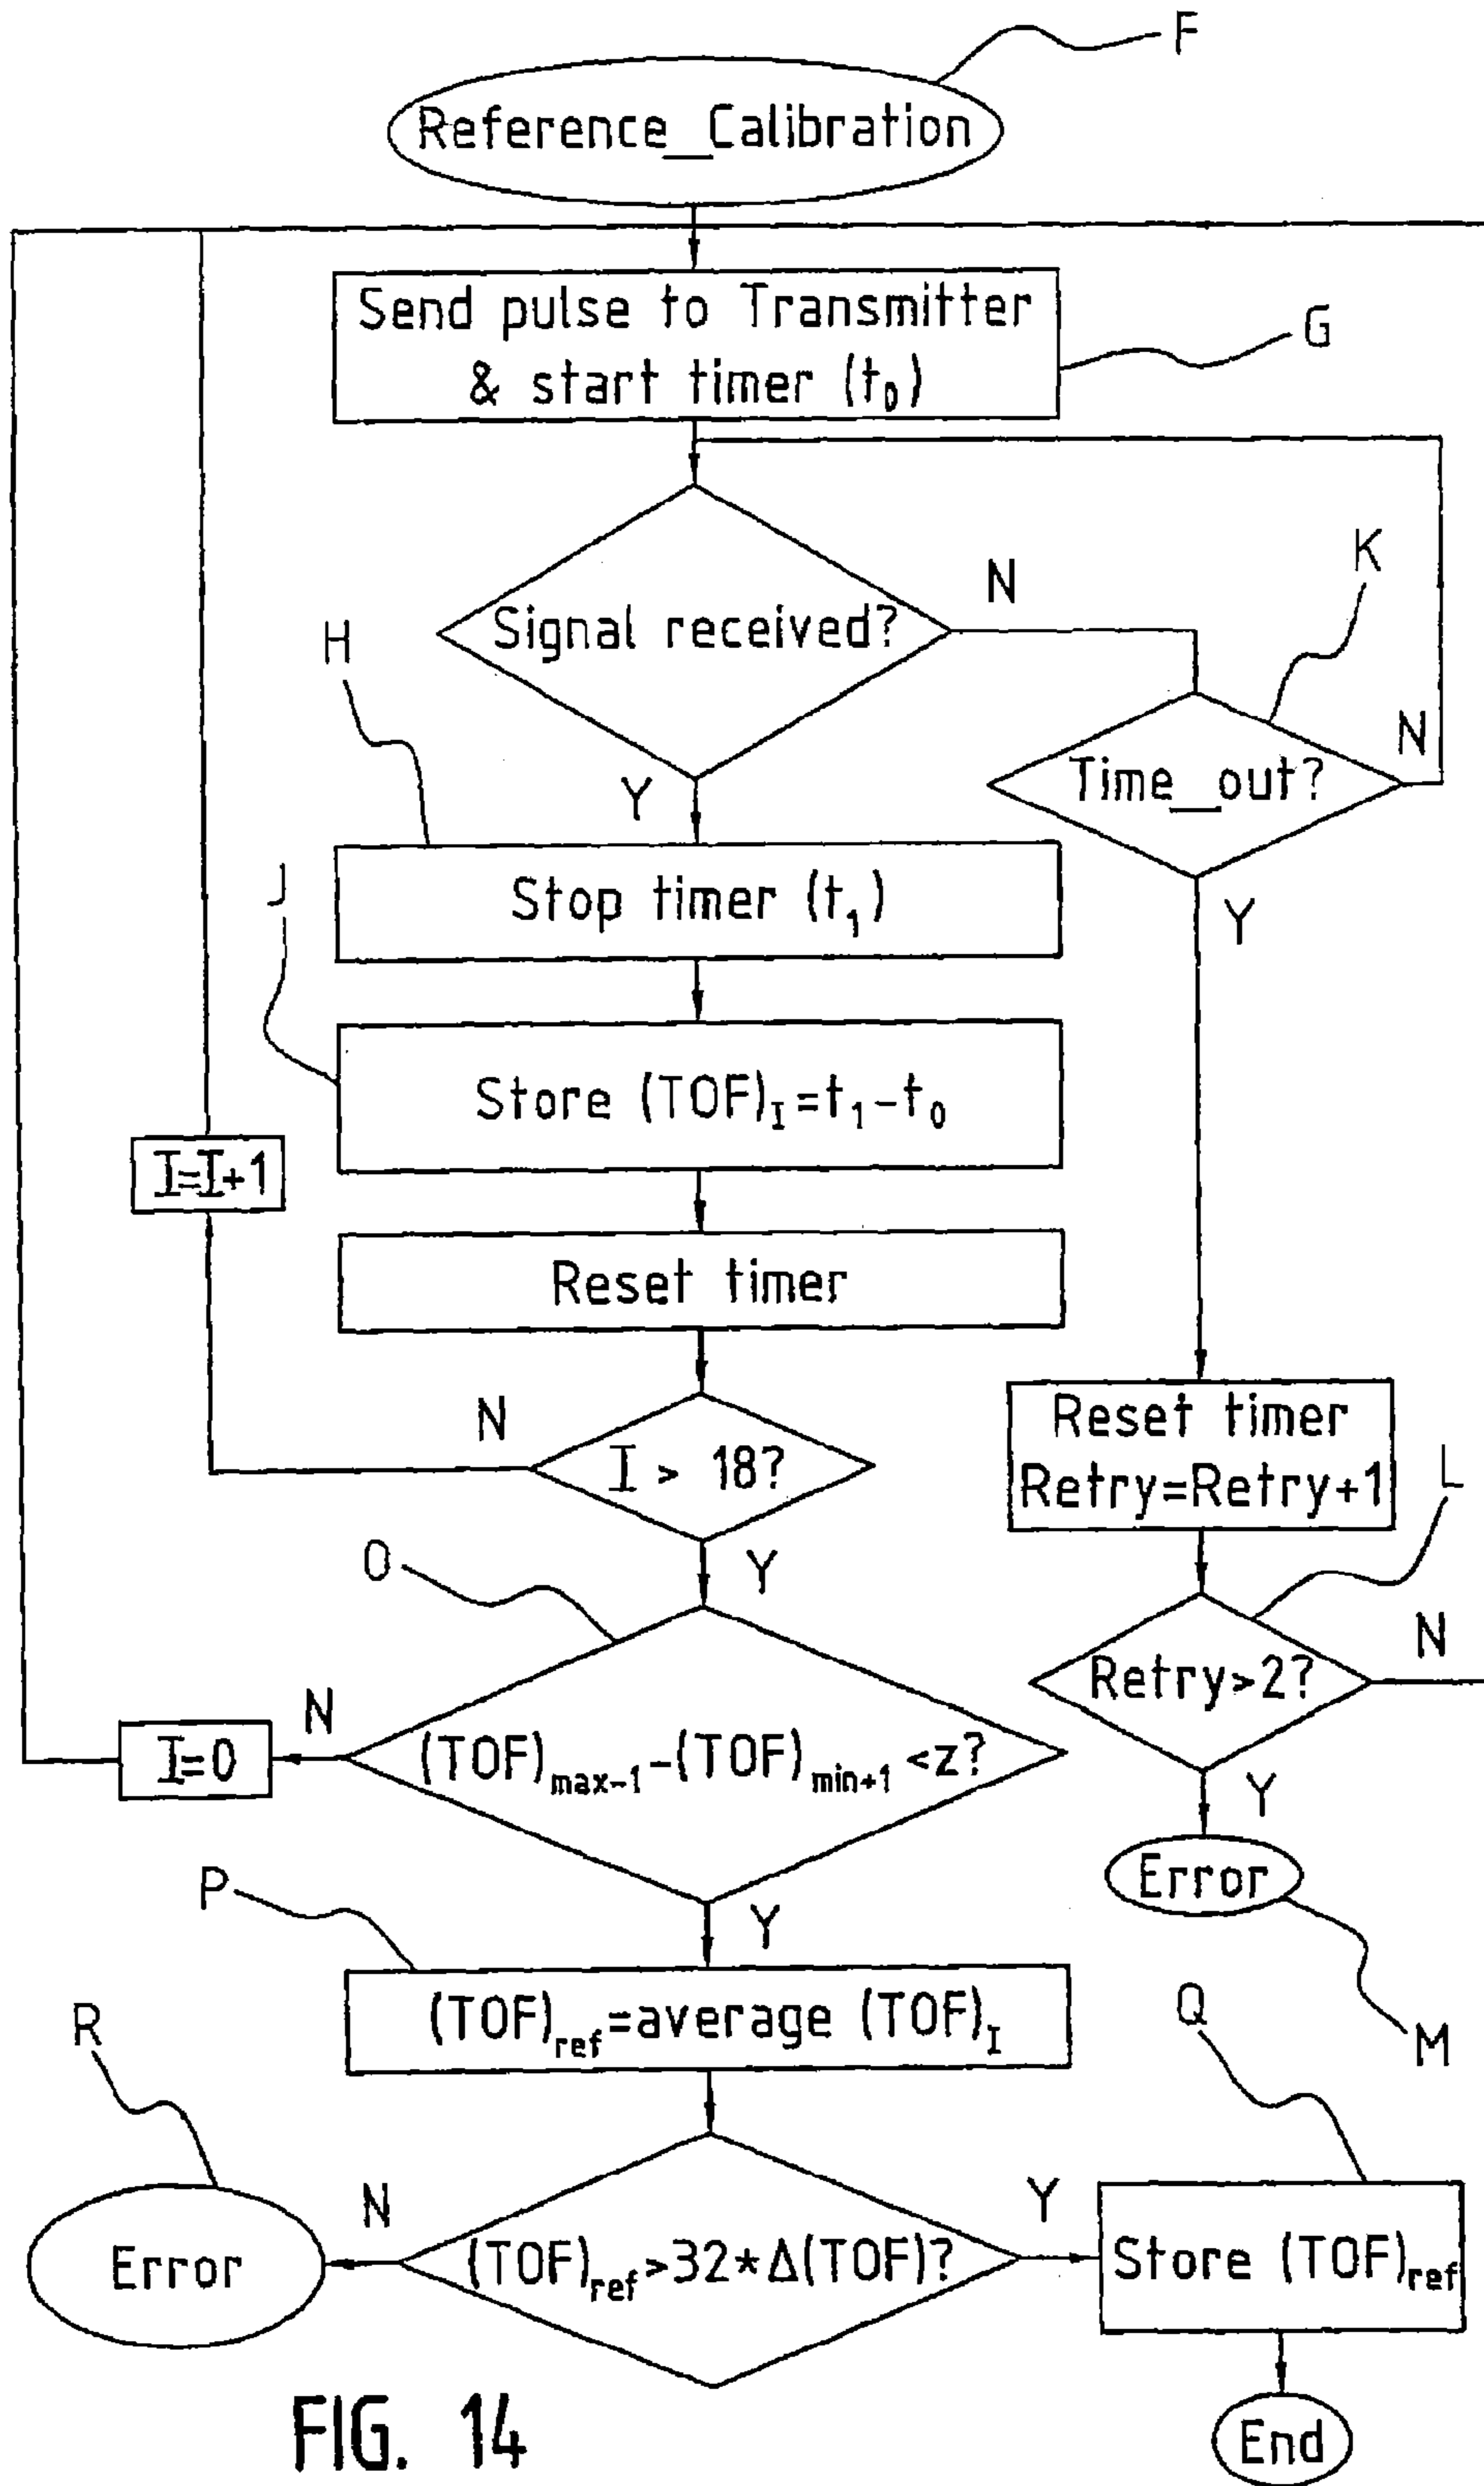 F
Reference_Calibration
Send pulse to Transmitter
& start timer (t₀)
G
Signal received?
N
K
H
Time_out?
N
Y
Stop timer (t₁)
Y
J
Store (TOF)_I=t₁-t₀
I=I+1
Reset timer
N
I > 18?
Reset timer
Retry=Retry+1
L
O
Y
N
Retry>2?
N
I=0
(TOF)max-1-(TOF)min+1<z?
Y
Error
P
Y
M
(TOF)ref=average (TOF)_I
Q
R
N
Y
Error
(TOF)ref>32*Δ(TOF)?
Store (TOF)ref
End
FIG. 14